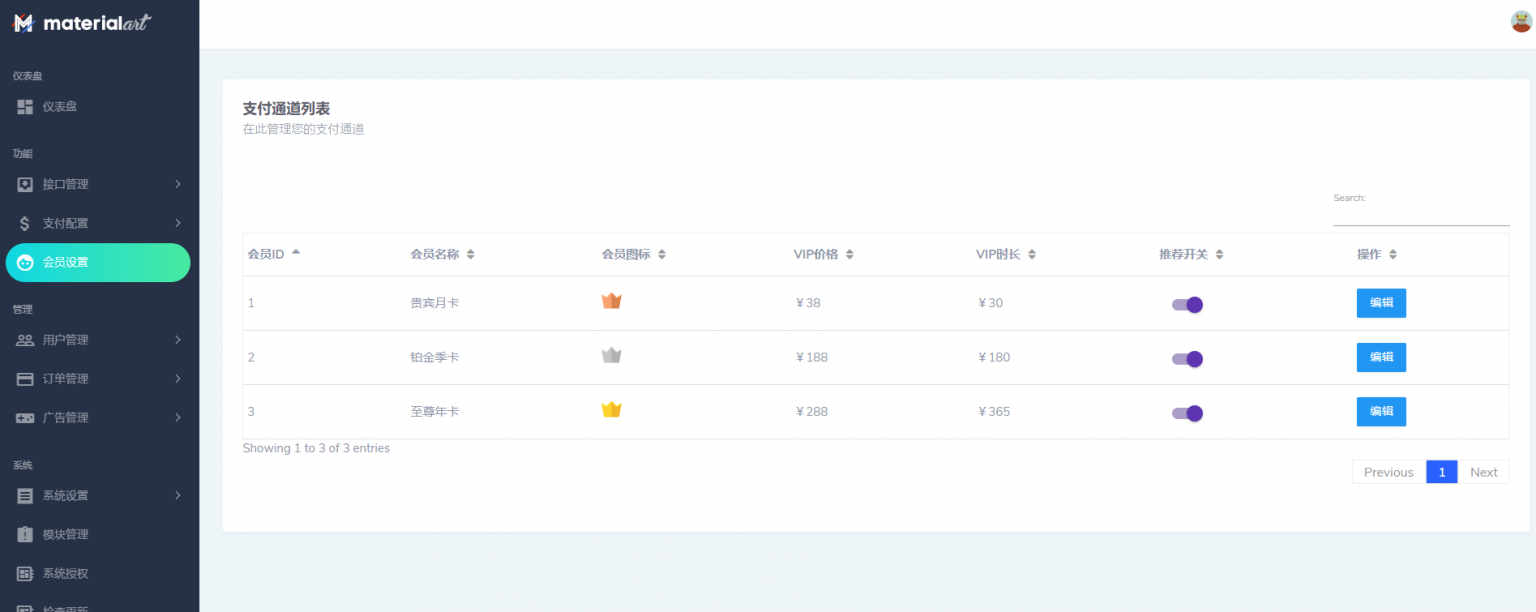 materialart
仪表盘
仪表盘
功能
接口管理
支付配置
会员设置
管理
用户管理
订单管理
广告管理
系统
系统设置
模块管理
系统授权
检查更新
支付通道列表
在此管理您的支付通道
Search:
会员ID 会员名称 会员图标 VIP价格 VIP时长 推荐开关 操作
1 贵宾月卡 ¥38 ¥30 编辑
2 铂金季卡 ¥188 ¥180 编辑
3 至尊年卡 ¥288 ¥365 编辑
Showing 1 to 3 of 3 entries
Previous 1 Next